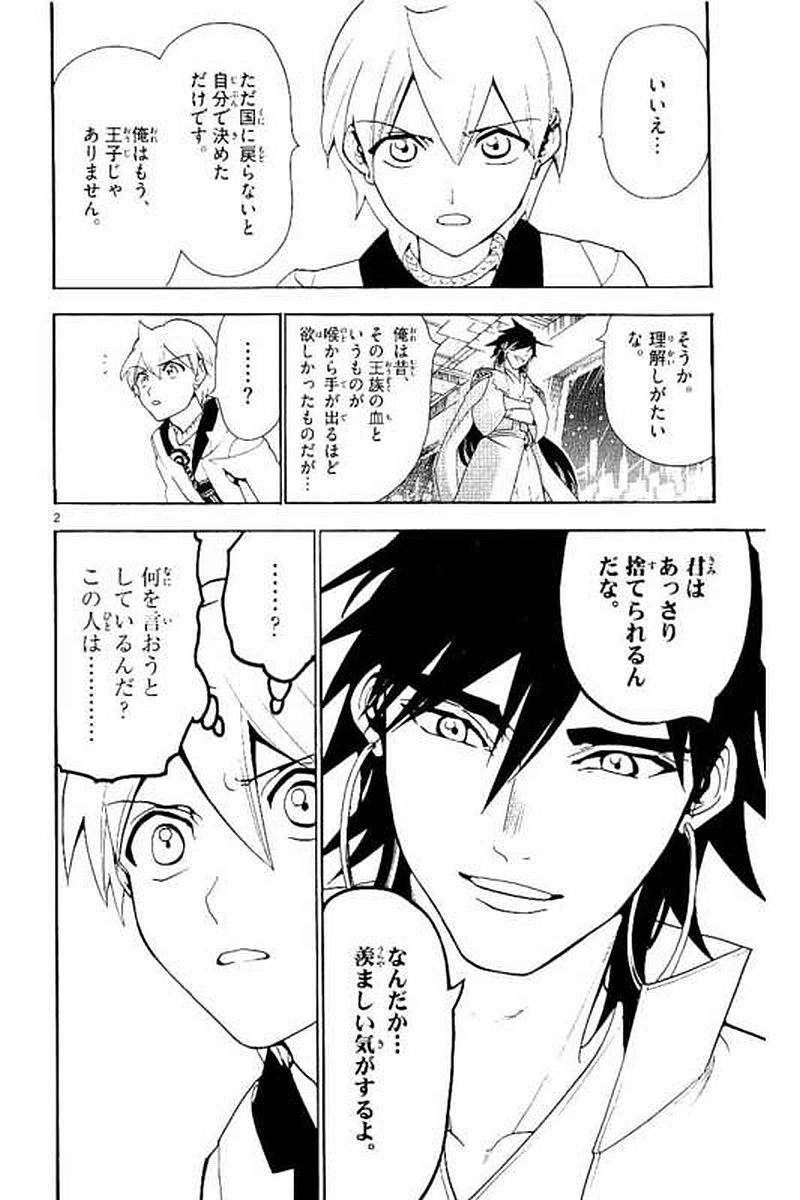 いいえ…
ただ国に戻らないと
自分で決めた
だけです。
俺はもう、
王子じゃ
ありません。
そうか。
理解しがたい
な。
俺は昔、
その王族の血と
いうものが
喉から手が出るほど
欲しかったものだが…
……?
2
君は
あっさり
捨てられるん
だな。
なんだか…
羨ましい気がするよ。
……?
何を言おうと
しているんだ?
この人は…………